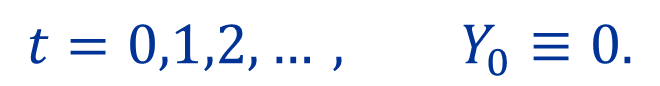 t = 0,1,2, … , Y₀ ≡ 0.